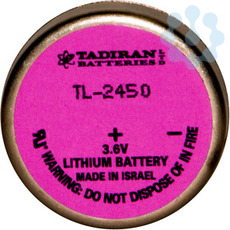 TADIRAN LTD
BATTERIES
TL-2450
+ -
3.6V
LITHIUM BATTERY
MADE IN ISRAEL
WARNING: DO NOT DISPOSE OF IN FIRE